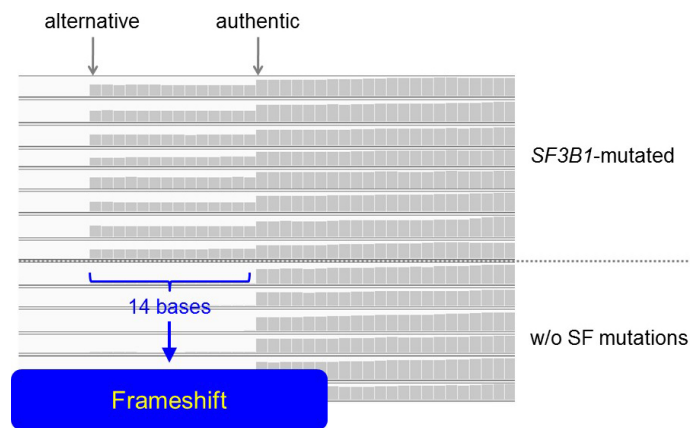 alternative authentic
SF3B1-mutated
14 bases
w/o SF mutations
Frameshift